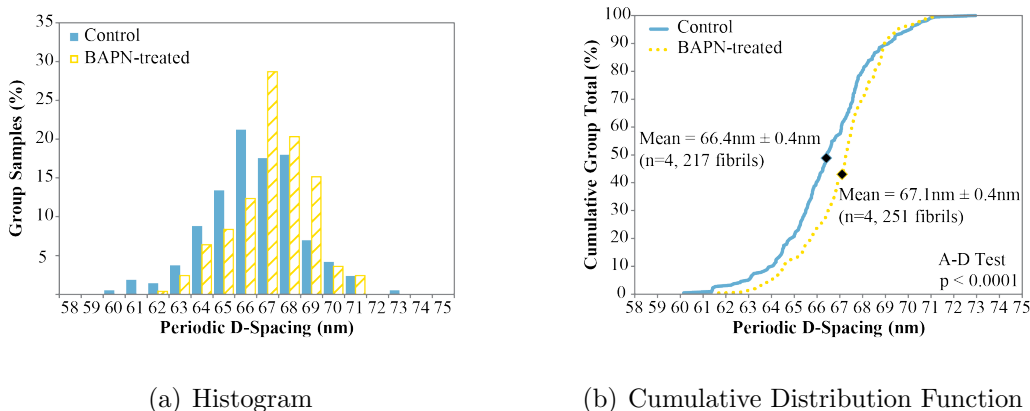 35
30
25
20
15
10
5
Group Samples (%)
Control
BAPN-treated
58 59 60 61 62 63 64 65 66 67 68 69 70 71 72 73 74 75
Periodic D-Spacing (nm)
(a) Histogram
100
90
80
70
60
50
40
30
20
10
0
Cumulative Group Total (%)
Control
BAPN-treated
Mean = 66.4nm ± 0.4nm
(n=4, 217 fibrils)
Mean = 67.1nm ± 0.4nm
(n=4, 251 fibrils)
A-D Test
p < 0.0001
58 59 60 61 62 63 64 65 66 67 68 69 70 71 72 73 74 75
Periodic D-Spacing (nm)
(b) Cumulative Distribution Function